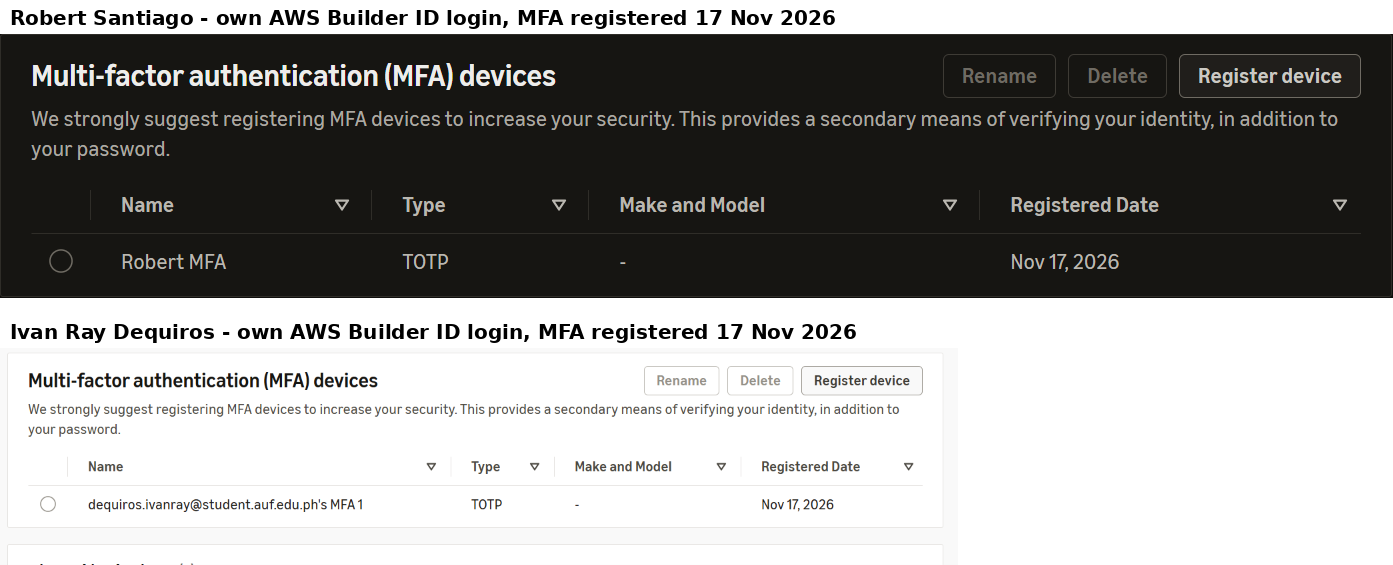 Robert Santiago - own AWS Builder ID login, MFA registered 17 Nov 2026
Multi-factor authentication (MFA) devices
Rename Delete Register device
We strongly suggest registering MFA devices to increase your security. This provides a secondary means of verifying your identity, in addition to
your password.
Name Type Make and Model Registered Date
Robert MFA TOTP - Nov 17, 2026
Ivan Ray Dequiros - own AWS Builder ID login, MFA registered 17 Nov 2026
Multi-factor authentication (MFA) devices
Rename Delete Register device
We strongly suggest registering MFA devices to increase your security. This provides a secondary means of verifying your identity, in addition to
your password.
Name Type Make and Model Registered Date
dequiros.ivanray@student.auf.edu.ph's MFA 1 TOTP - Nov 17, 2026